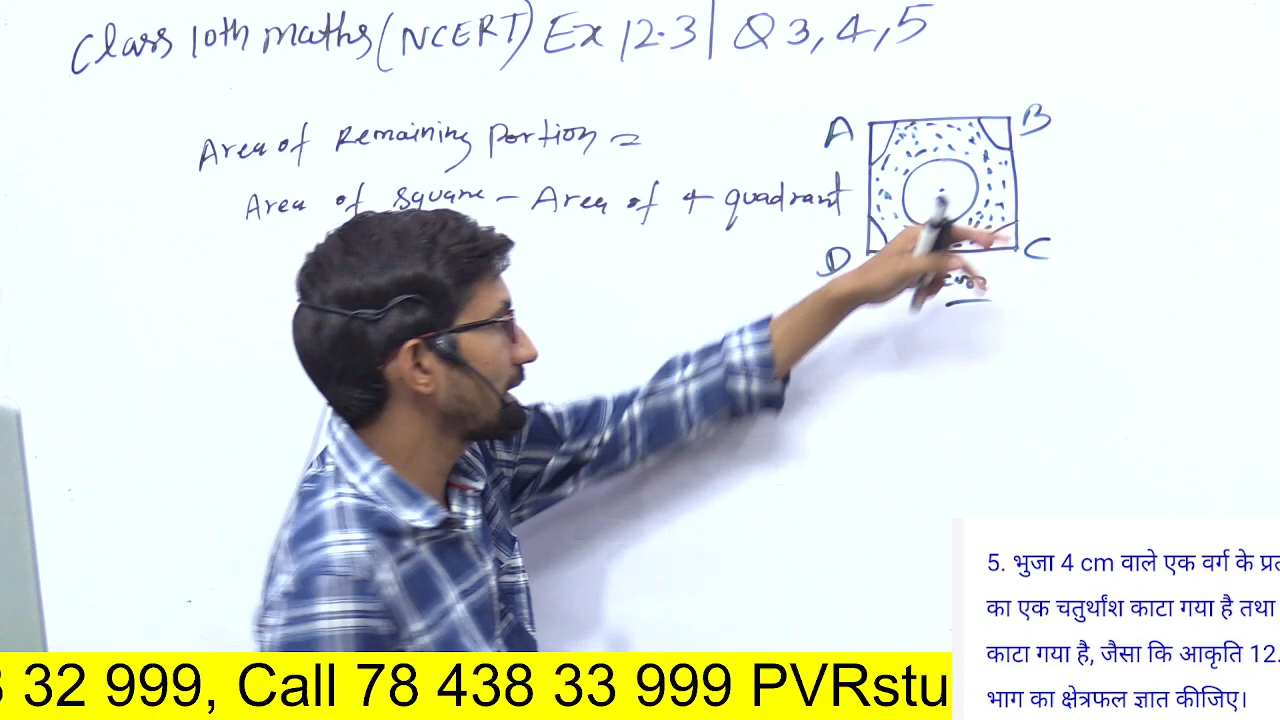 Class 10th maths (NCERT) Ex 12.3 | Q 3, 4, 5
Area of Remaining Portion =
Area of square - Area of 4 quadrant
A
B
D
C
5. भुजा 4 cm वाले एक वर्ग के
का एक चतुर्थांश काटा गया है तथा
काटा गया है, जैसा कि आकृति 12.
भाग का क्षेत्रफल ज्ञात कीजिए।
32 999, Call 78 438 33 999 PVRstu